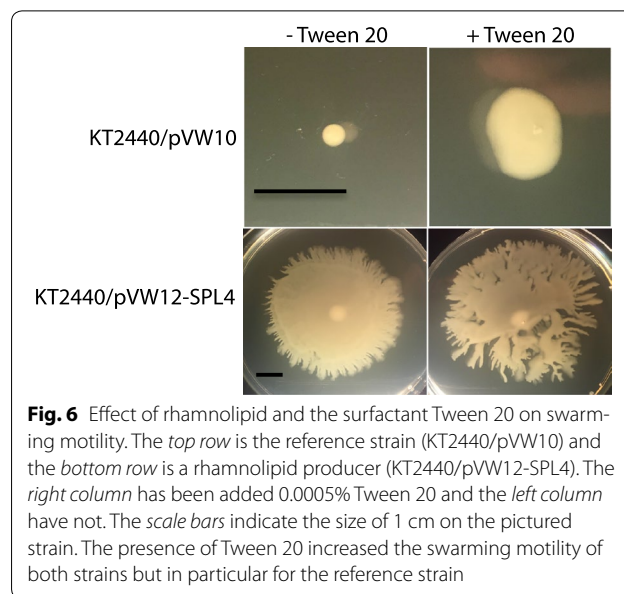 - Tween 20 + Tween 20
KT2440/pVW10
KT2440/pVW12-SPL4
Fig. 6 Effect of rhamnolipid and the surfactant Tween 20 on swarm-
ing motility. The top row is the reference strain (KT2440/pVW10) and
the bottom row is a rhamnolipid producer (KT2440/pVW12-SPL4). The
right column has been added 0.0005% Tween 20 and the left column
have not. The scale bars indicate the size of 1 cm on the pictured
strain. The presence of Tween 20 increased the swarming motility of
both strains but in particular for the reference strain